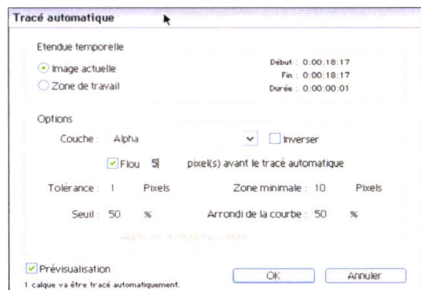 Tracé automatique
Etendue temporelle
Image actuelle
Zone de travail
Début : 0:00:18:17
Fin : 0:00:18:17
Durée : 0:00:00:01
Options
Couche : Alpha
Inverser
Flou 5 pixel(s) avant le tracé automatique
Tolérance : 1 Pixels Zone minimale : 10 Pixels
Seuil : 50 % Arrondi de la courbe : 50 %
Prévisualisation
1 calque va être tracé automatiquement.
OK Annuler